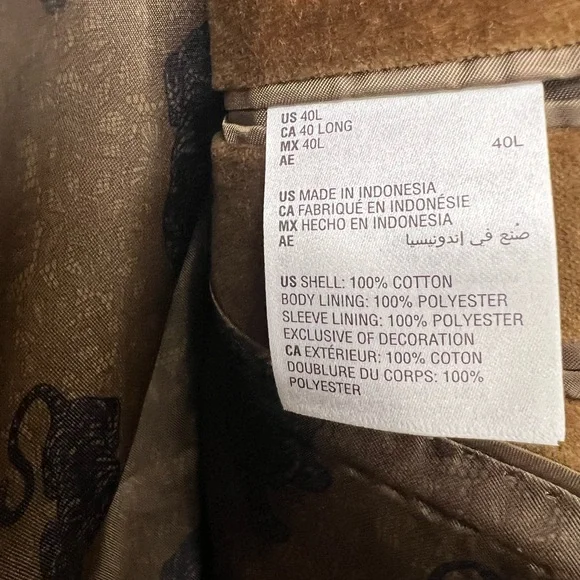 US 40L
CA 40 LONG
MX 40L
AE 40L
US MADE IN INDONESIA
CA FABRIQUÉ EN INDONÉSIE
MX HECHO EN INDONESIA
AE صُنع في إندونيسيا
US SHELL: 100% COTTON
BODY LINING: 100% POLYESTER
SLEEVE LINING: 100% POLYESTER
EXCLUSIVE OF DECORATION
CA EXTÉRIEUR: 100% COTON
DOUBLURE DU CORPS: 100%
POLYESTER